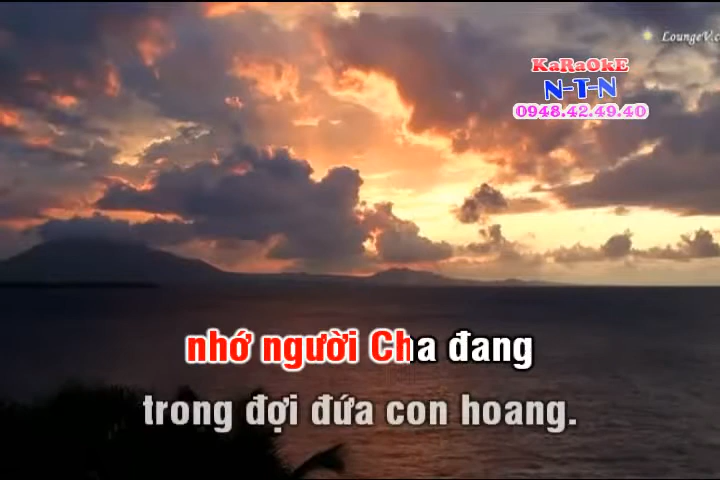 LoungeV.c
KaRaOkE
N-T-N
0948.42.49.40
nhớ người Cha đang
trong đợi đứa con hoang.